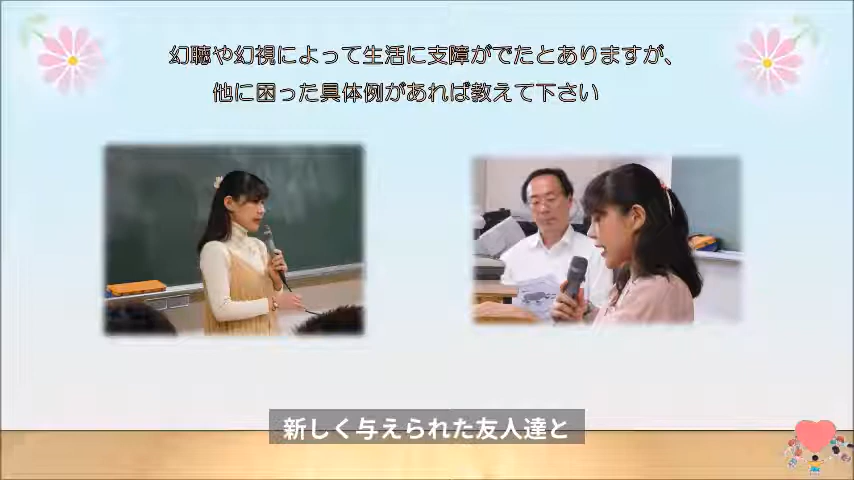 幻聴や幻視によって生活に支障がでたとありますが、
他に困った具体例があれば教えて下さい
新しく与えられた友人達と